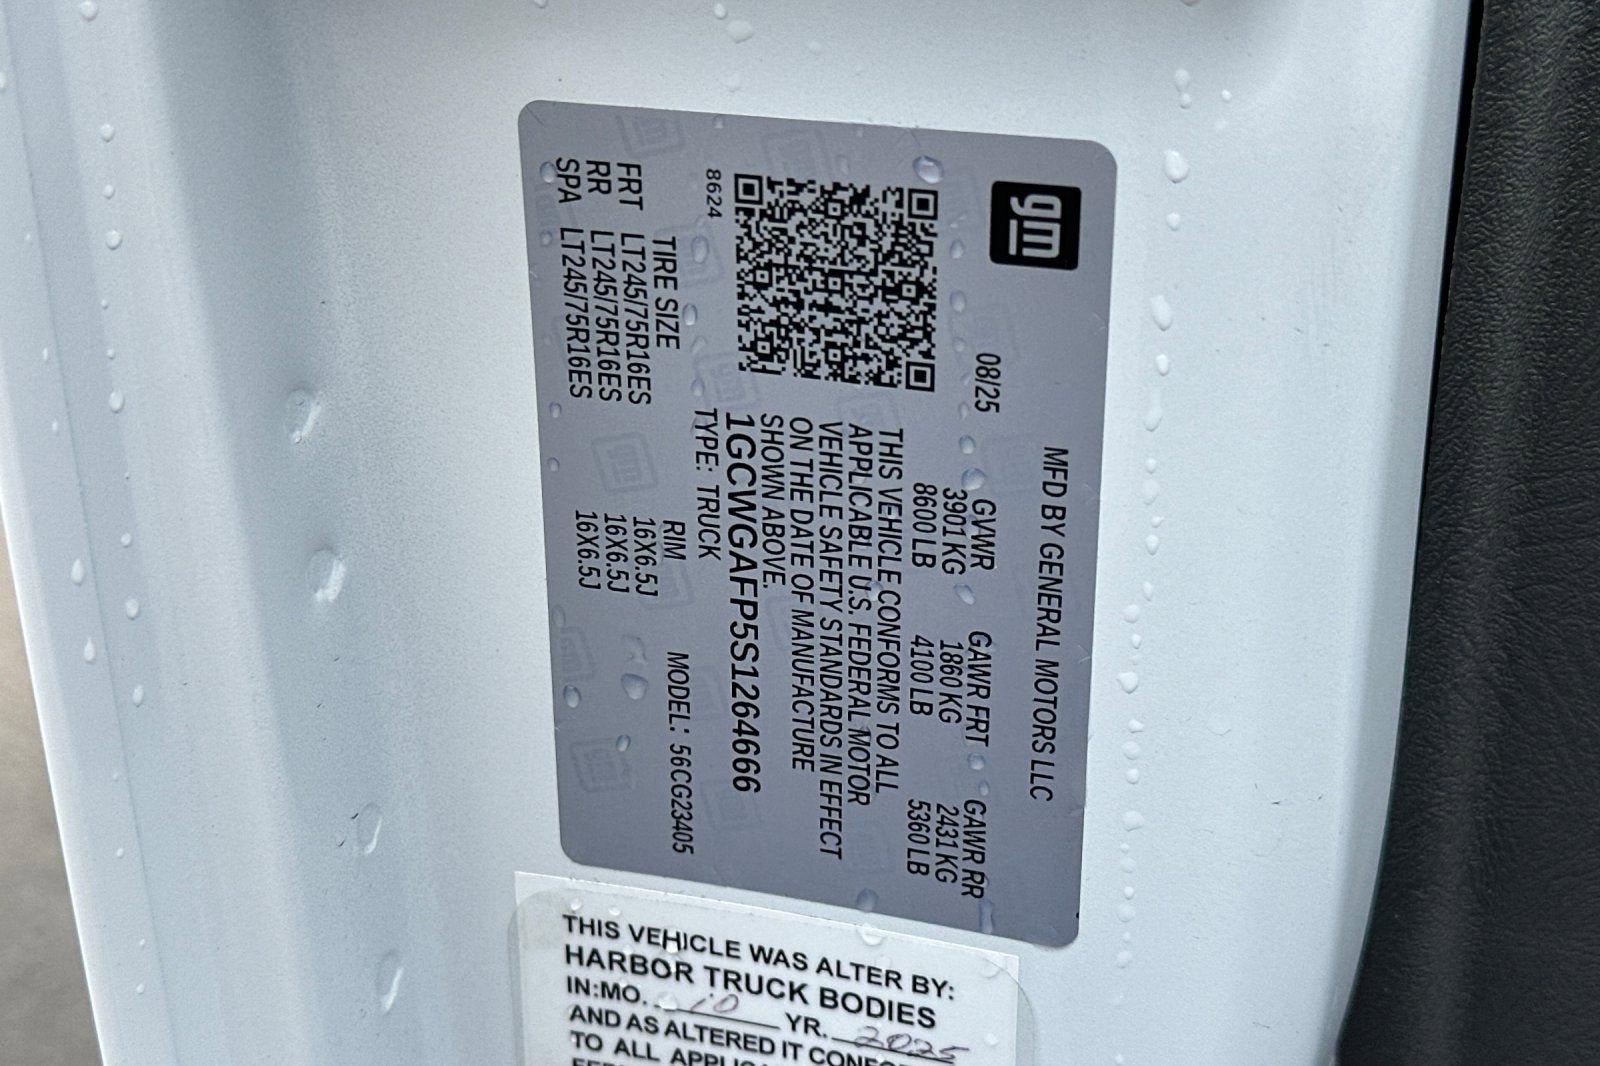 gm
MFD BY GENERAL MOTORS LLC
08/25
GVWR GAWR FRT GAWR RR
3901 KG 1860 KG 2431 KG
8600 LB 4100 LB 5360 LB
THIS VEHICLE CONFORMS TO ALL
APPLICABLE U.S. FEDERAL MOTOR
VEHICLE SAFETY STANDARDS IN EFFECT
ON THE DATE OF MANUFACTURE
SHOWN ABOVE.
1GCWGAFP5S1264666
TYPE: TRUCK
8624
MODEL: 56CG23405
TIRE SIZE RIM
FRT LT245/75R16ES 16X6.5J
RR LT245/75R16ES 16X6.5J
SPA LT245/75R16ES 16X6.5J
THIS VEHICLE WAS ALTER BY:
HARBOR TRUCK BODIES
IN:MO. 10 YR. 2025
AND AS ALTERED IT
TO ALL